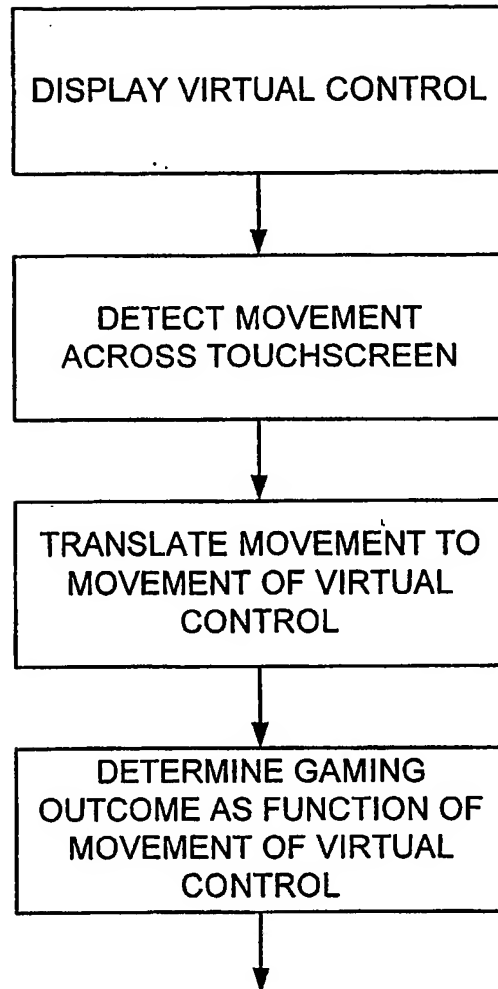 DISPLAY VIRTUAL CONTROL
DETECT MOVEMENT
ACROSS TOUCHSCREEN
TRANSLATE MOVEMENT TO
MOVEMENT OF VIRTUAL
CONTROL
DETERMINE GAMING
OUTCOME AS FUNCTION OF
MOVEMENT OF VIRTUAL
CONTROL